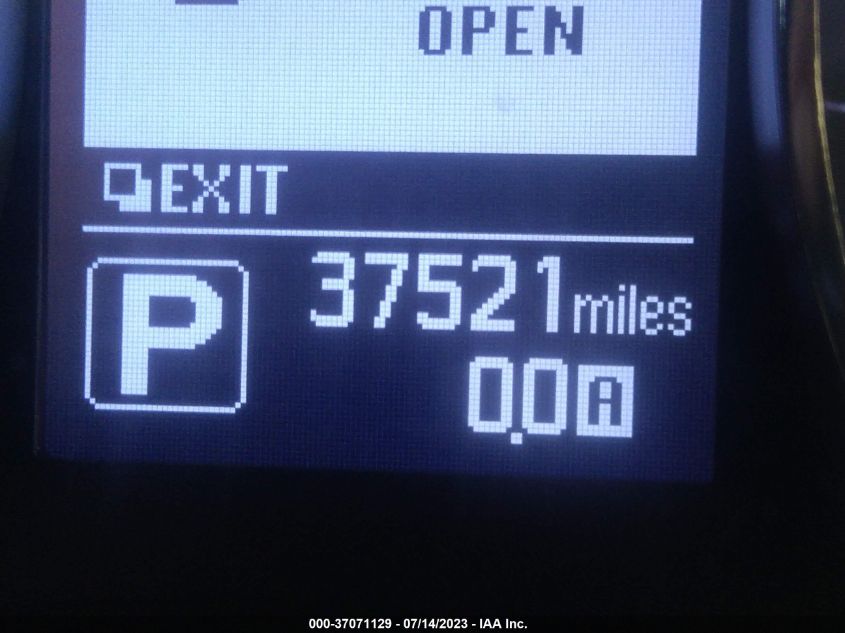 OPEN
EXIT
P
37521 miles
0.0 A
000-37071129 - 07/14/2023 - IAA Inc.